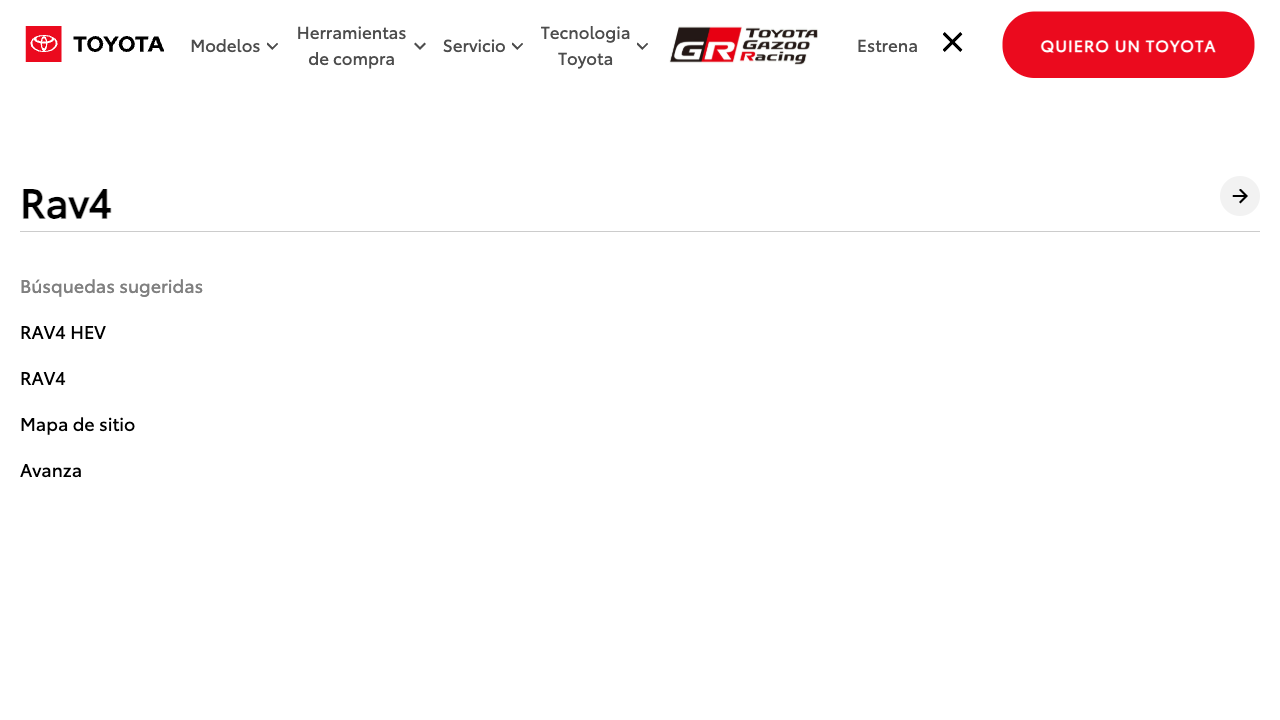 TOYOTA
Modelos
Herramientas
de compra
Servicio
Tecnologia
Toyota
GR
TOYOTA
GAZOO
Racing
Estrena
QUIERO UN TOYOTA
Rav4
Búsquedas sugeridas
RAV4 HEV
RAV4
Mapa de sitio
Avanza